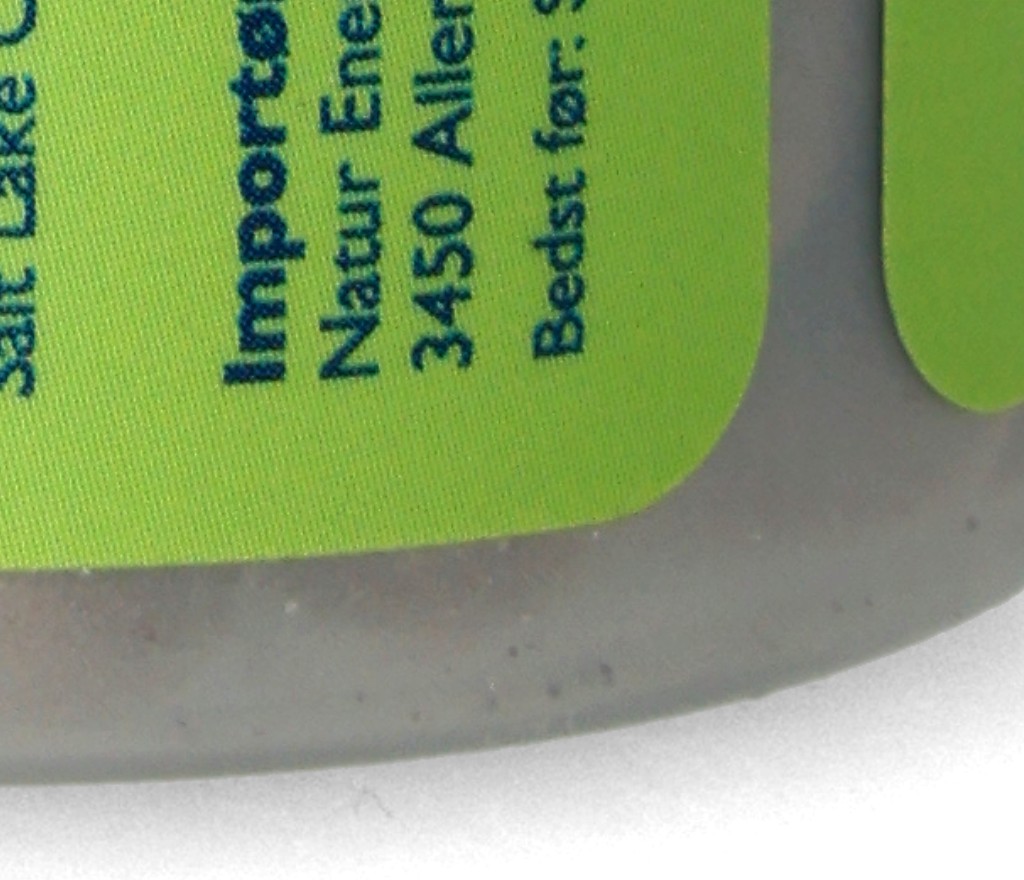 Salt Lake C
Importør
Natur Ene
3450 Aller
Bedst før: S